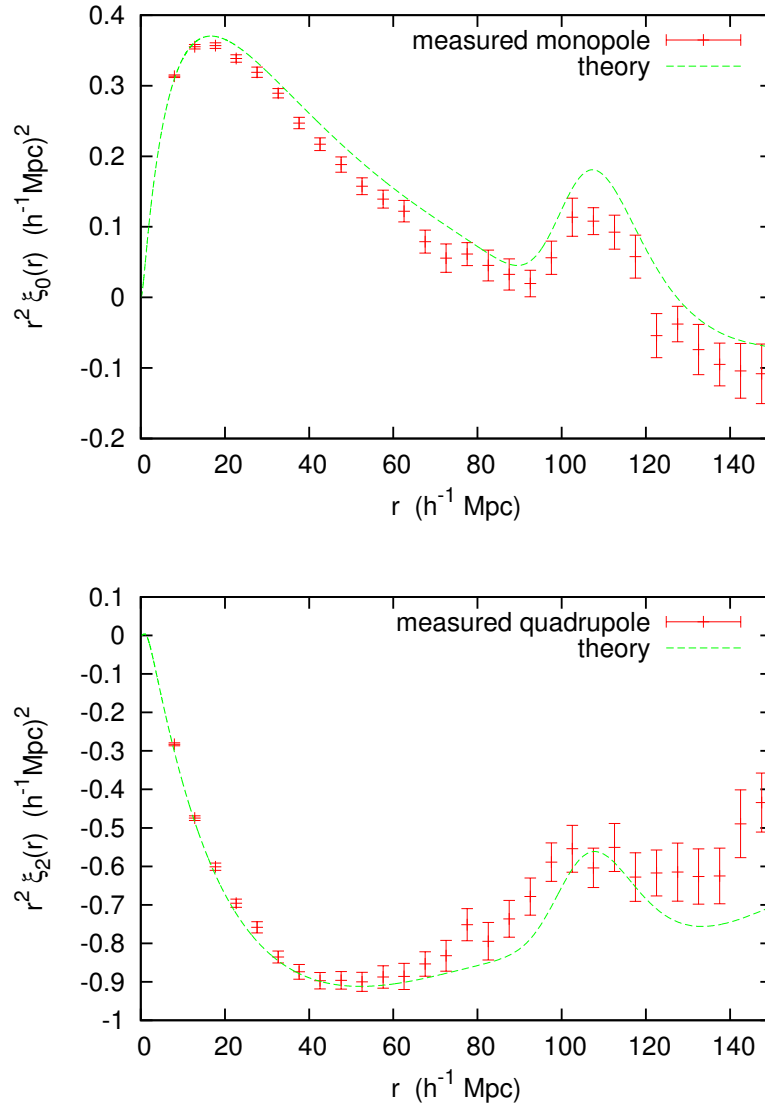 0.4
0.3
0.2
0.1
0
-0.1
-0.2
r² ξ₀(r) (h⁻¹Mpc)²
measured monopole
theory
0 20 40 60 80 100 120 140
r (h⁻¹ Mpc)
0.1
0
-0.1
-0.2
-0.3
-0.4
-0.5
-0.6
-0.7
-0.8
-0.9
-1
r² ξ₂(r) (h⁻¹Mpc)²
measured quadrupole
theory
0 20 40 60 80 100 120 140
r (h⁻¹ Mpc)